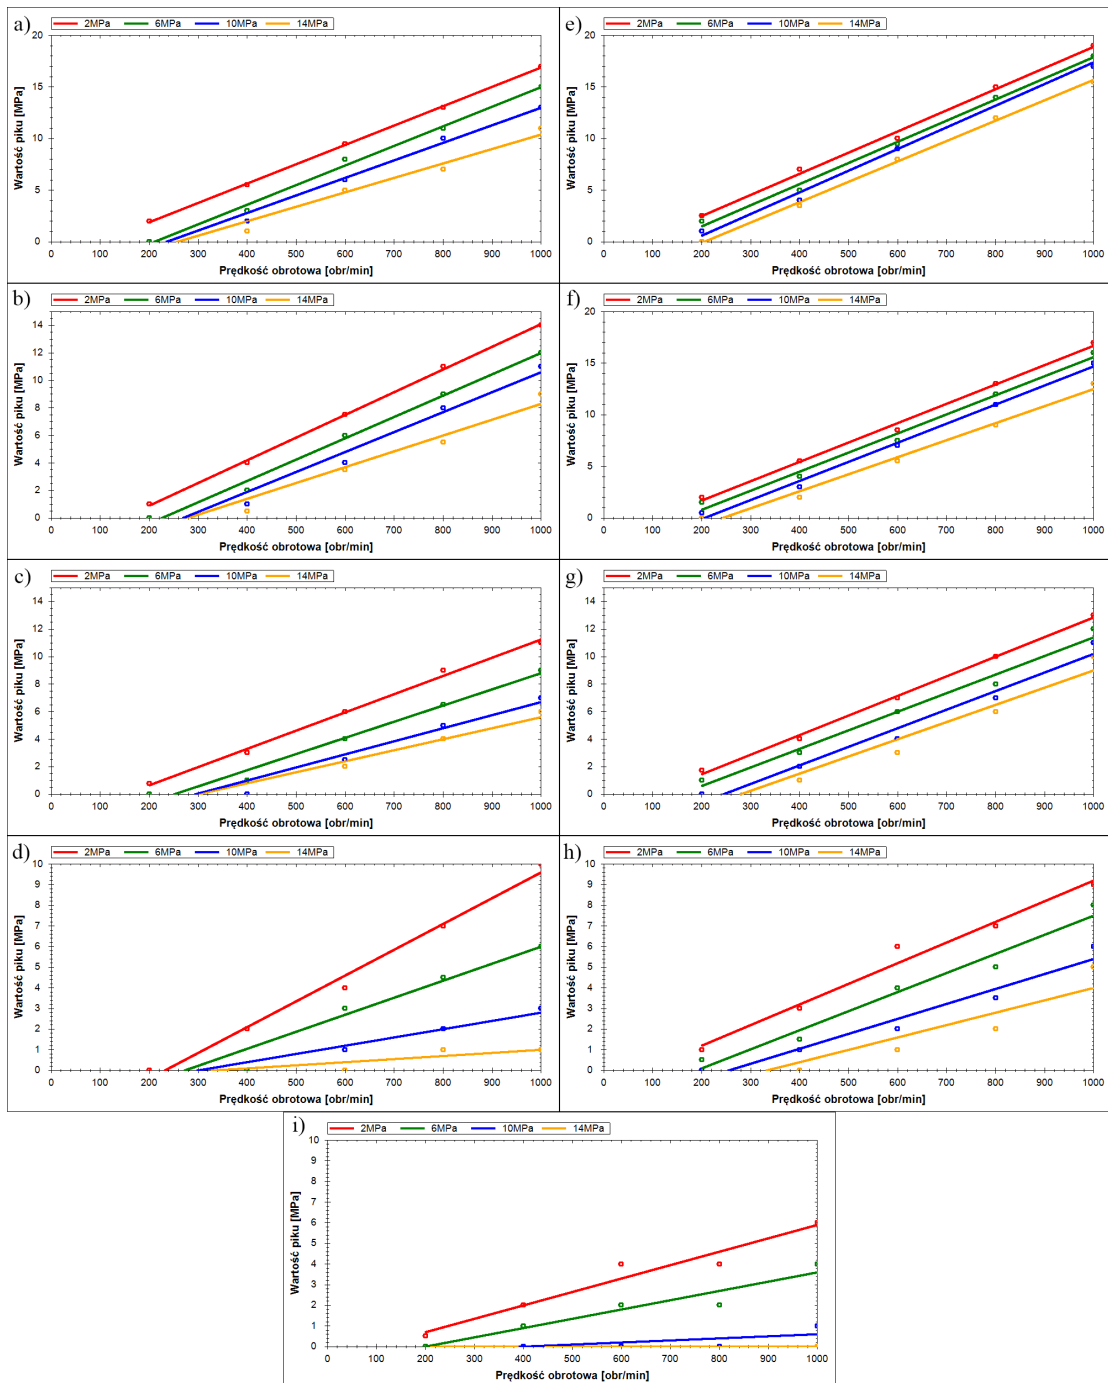 a)
2MPa 6MPa 10MPa 14MPa
Wartość piku [MPa]
20
15
10
5
0
0 100 200 300 400 500 600 700 800 900 1000
Prędkość obrotowa [obr/min]
e)
2MPa 6MPa 10MPa 14MPa
Wartość piku [MPa]
20
15
10
5
0
0 100 200 300 400 500 600 700 800 900 1000
Prędkość obrotowa [obr/min]
b)
2MPa 6MPa 10MPa 14MPa
Wartość piku [MPa]
14
12
10
8
6
4
2
0
0 100 200 300 400 500 600 700 800 900 1000
Prędkość obrotowa [obr/min]
f)
2MPa 6MPa 10MPa 14MPa
Wartość piku [MPa]
20
15
10
5
0
0 100 200 300 400 500 600 700 800 900 1000
Prędkość obrotowa [obr/min]
c)
2MPa 6MPa 10MPa 14MPa
Wartość piku [MPa]
14
12
10
8
6
4
2
0
0 100 200 300 400 500 600 700 800 900 1000
Prędkość obrotowa [obr/min]
g)
2MPa 6MPa 10MPa 14MPa
Wartość piku [MPa]
14
12
10
8
6
4
2
0
0 100 200 300 400 500 600 700 800 900 1000
Prędkość obrotowa [obr/min]
d)
2MPa 6MPa 10MPa 14MPa
Wartość piku [MPa]
10
9
8
7
6
5
4
3
2
1
0
0 100 200 300 400 500 600 700 800 900 1000
Prędkość obrotowa [obr/min]
h)
2MPa 6MPa 10MPa 14MPa
Wartość piku [MPa]
10
9
8
7
6
5
4
3
2
1
0
0 100 200 300 400 500 600 700 800 900 1000
Prędkość obrotowa [obr/min]
i)
2MPa 6MPa 10MPa 14MPa
Wartość piku [MPa]
10
9
8
7
6
5
4
3
2
1
0
0 100 200 300 400 500 600 700 800 900 1000
Prędkość obrotowa [obr/min]